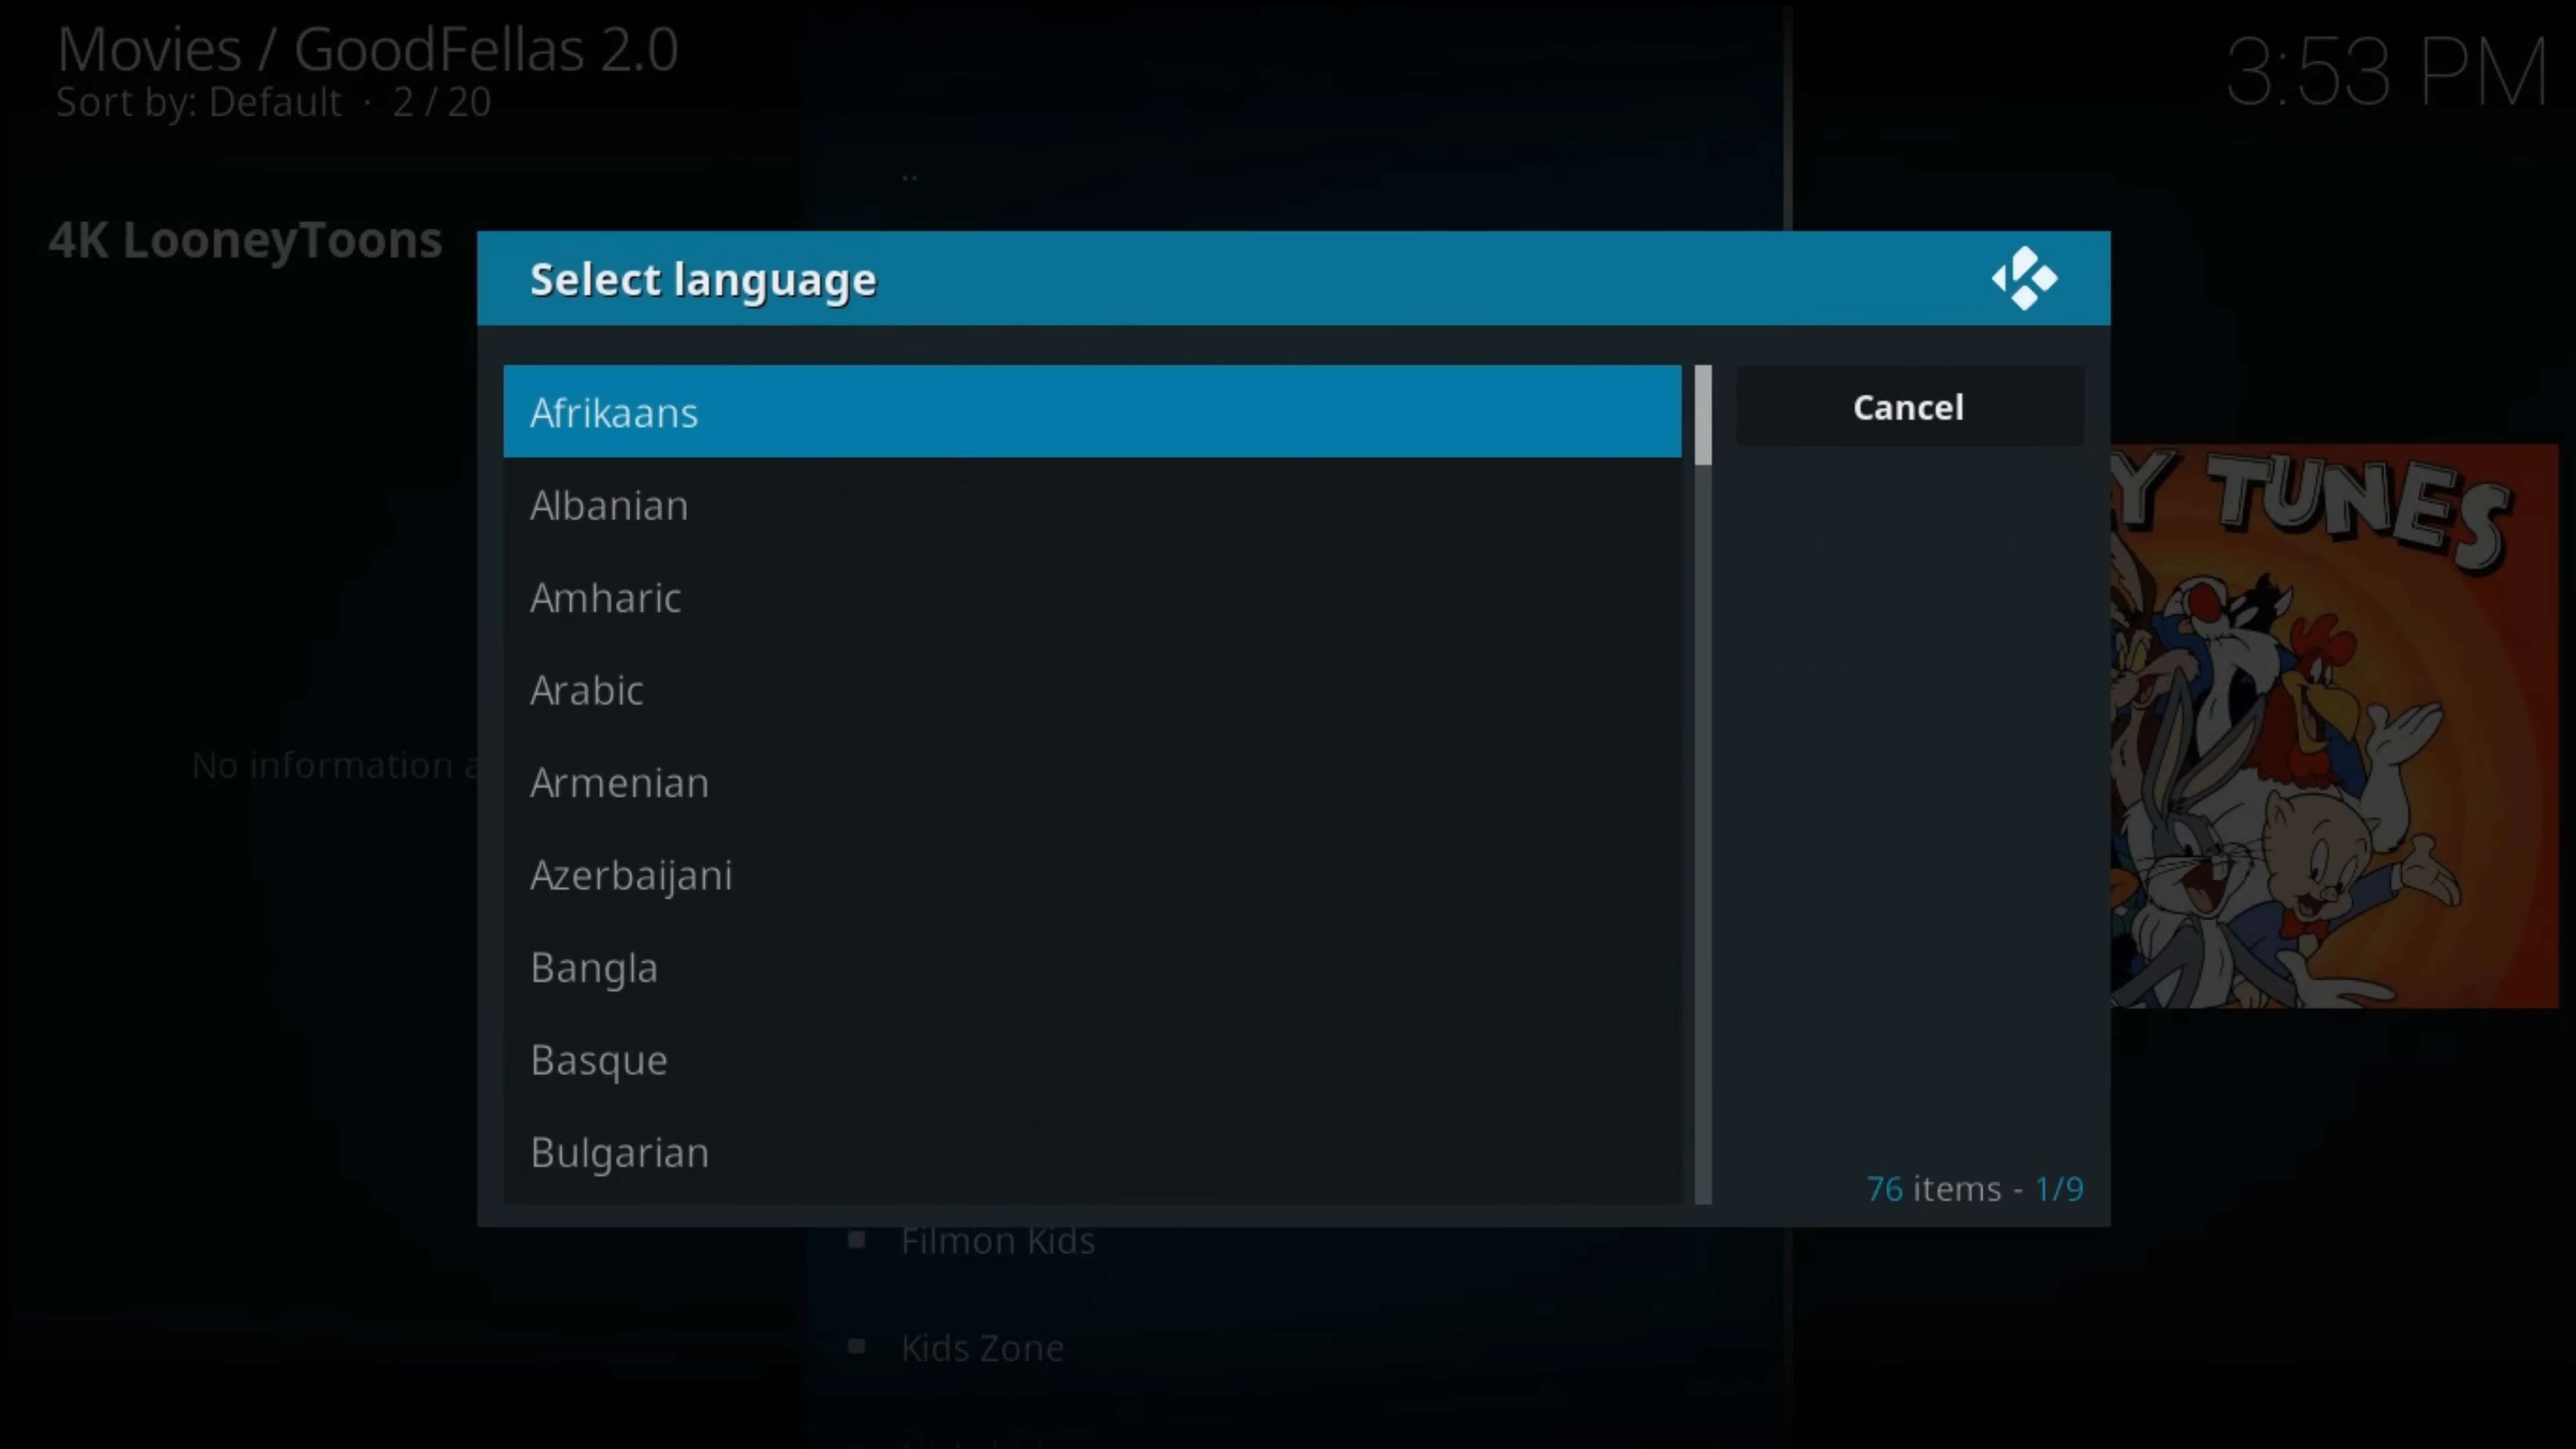 Movies / GoodFellas 2.0
Sort by: Default · 2 / 20
3:53 PM
..
4K LooneyToons
Select language
Afrikaans
Cancel
Albanian
Amharic
Arabic
Armenian
Azerbaijani
Bangla
Basque
Bulgarian
76 items - 1/9
No information
Y TUNES
Filmon Kids
Kids Zone